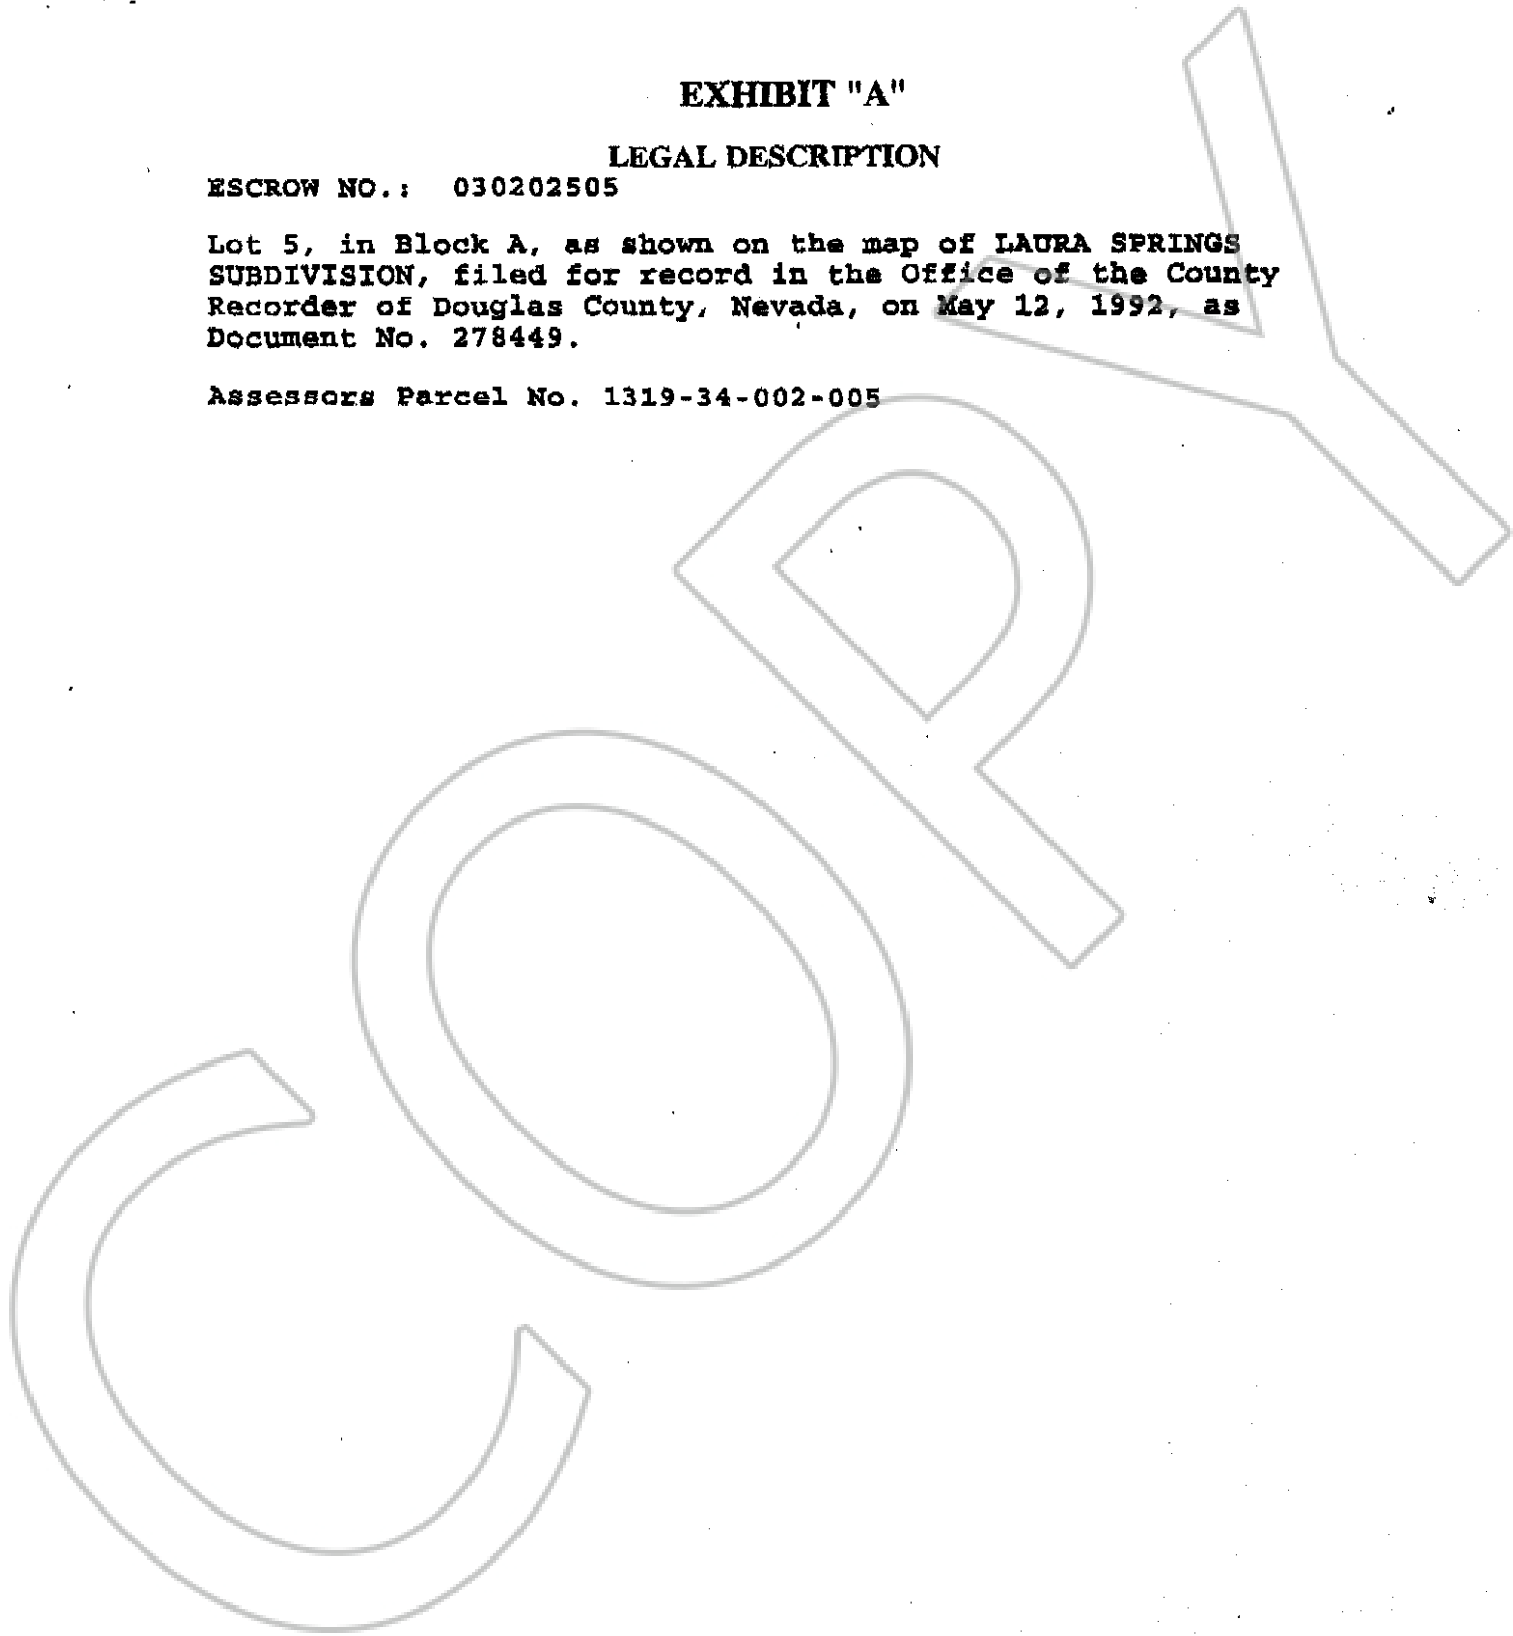 EXHIBIT "A"
LEGAL DESCRIPTION
ESCROW NO.: 030202505
Lot 5, in Block A, as shown on the map of LAURA SPRINGS
SUBDIVISION, filed for record in the Office of the County
Recorder of Douglas County, Nevada, on May 12, 1992, as
Document No. 278449.
Assessors Parcel No. 1319-34-002-005
COPY